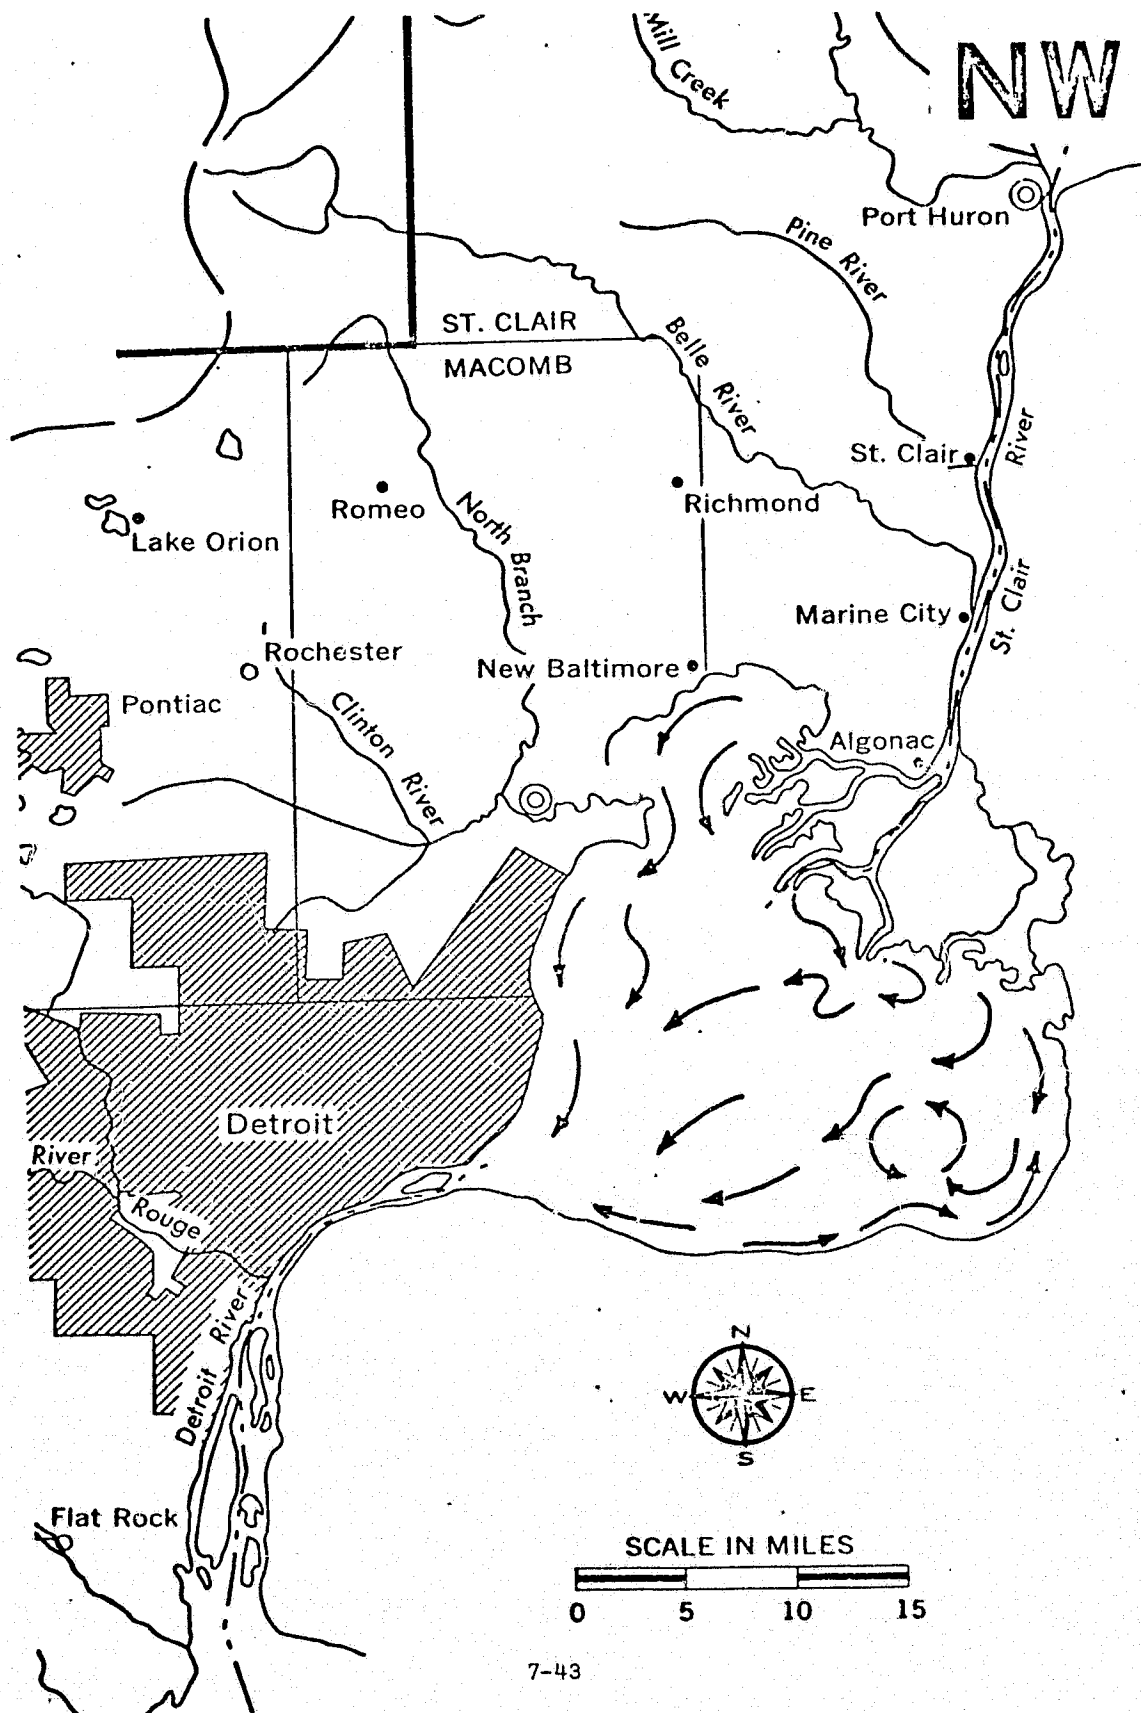 NW
Mill Creek
Port Huron
Pine River
ST. CLAIR
MACOMB
Belle River
St. Clair
St. Clair River
Romeo
Richmond
Lake Orion
North Branch
Marine City
Rochester
New Baltimore
Pontiac
Clinton River
Algonac
Detroit
River
Rouge
Detroit River
N
W E
S
Flat Rock
SCALE IN MILES
0 5 10 15
7-43